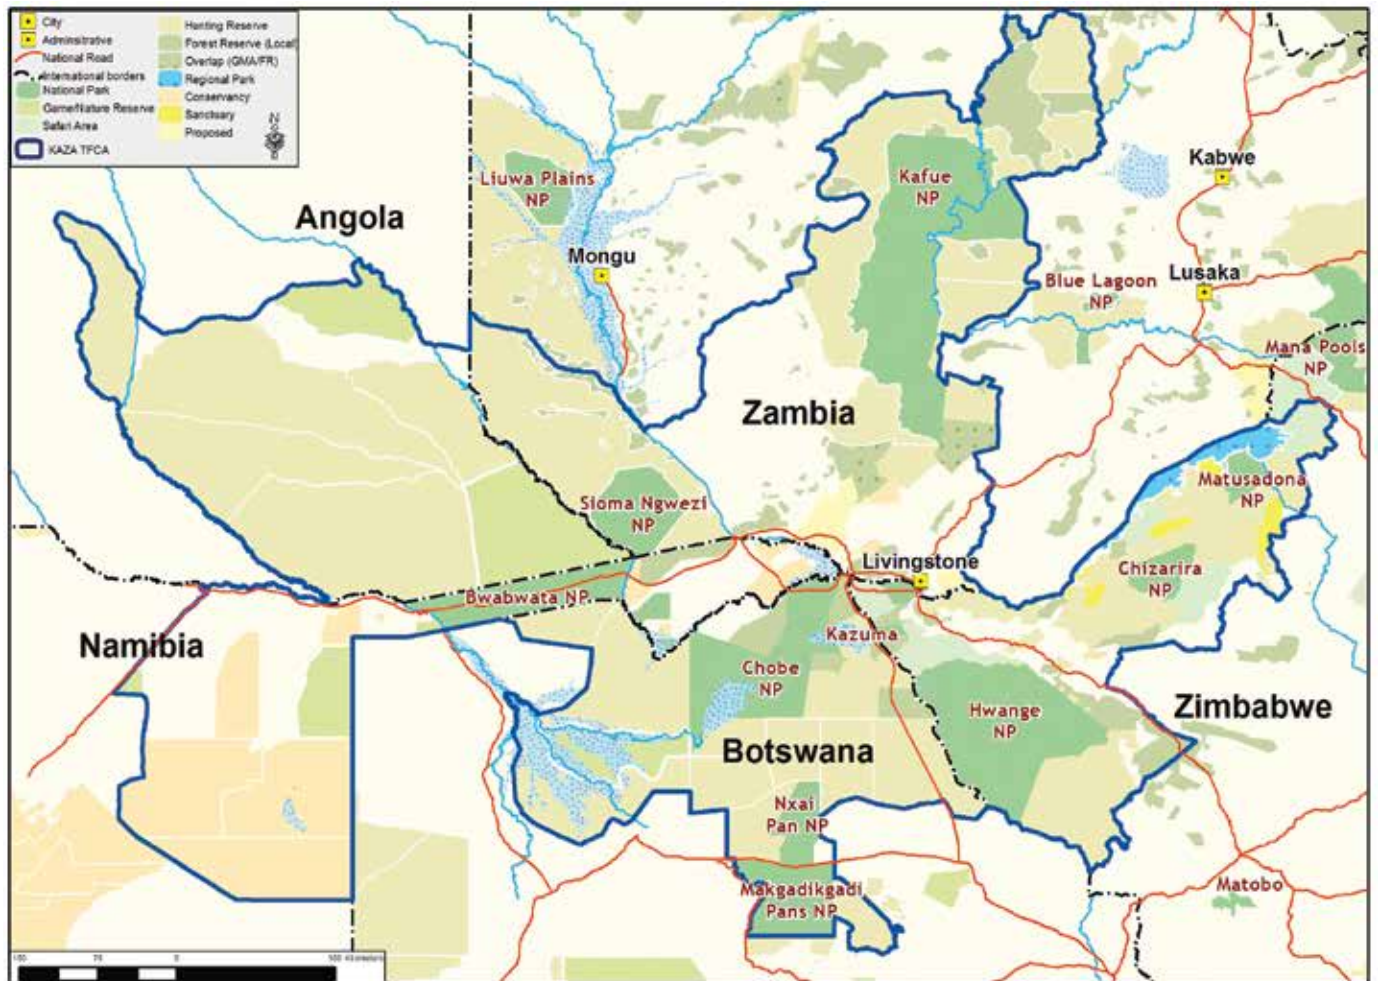 City
Adminsitrative
National Road
International borders
National Park
Game/Nature Reserve
Safari Area
KAZA TFCA
Hunting Reserve
Forest Reserve (Local)
Overlap (GMA/FR)
Regional Park
Conservancy
Sanctuary
Proposed
N
Kabwe
Liuwa Plains
NP
Kafue
NP
Angola
Mongu
Blue Lagoon
NP
Lusaka
Mana Pools
NP
Zambia
Sioma Ngwezi
NP
Matusadona
NP
Livingstone
Chizarira
NP
Bwabwata NP
Namibia
Kazuma
Chobe
NP
Hwange
NP
Zimbabwe
Botswana
Nxai
Pan NP
Makgadikgadi
Pans NP
Matobo